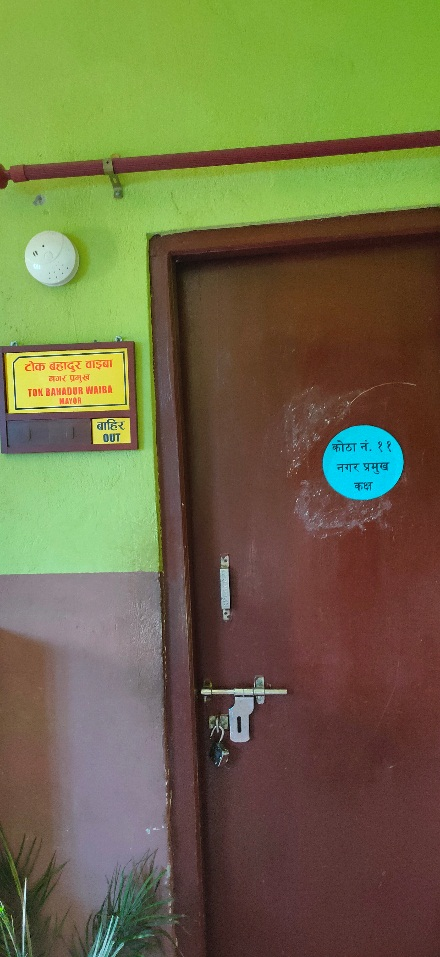 टोक बहादुर वाइबा
नगर प्रमुख
TOK BAHADUR WAIBA
MAYOR
बाहिर
OUT
कोठा नं. ११
नगर प्रमुख
कक्ष